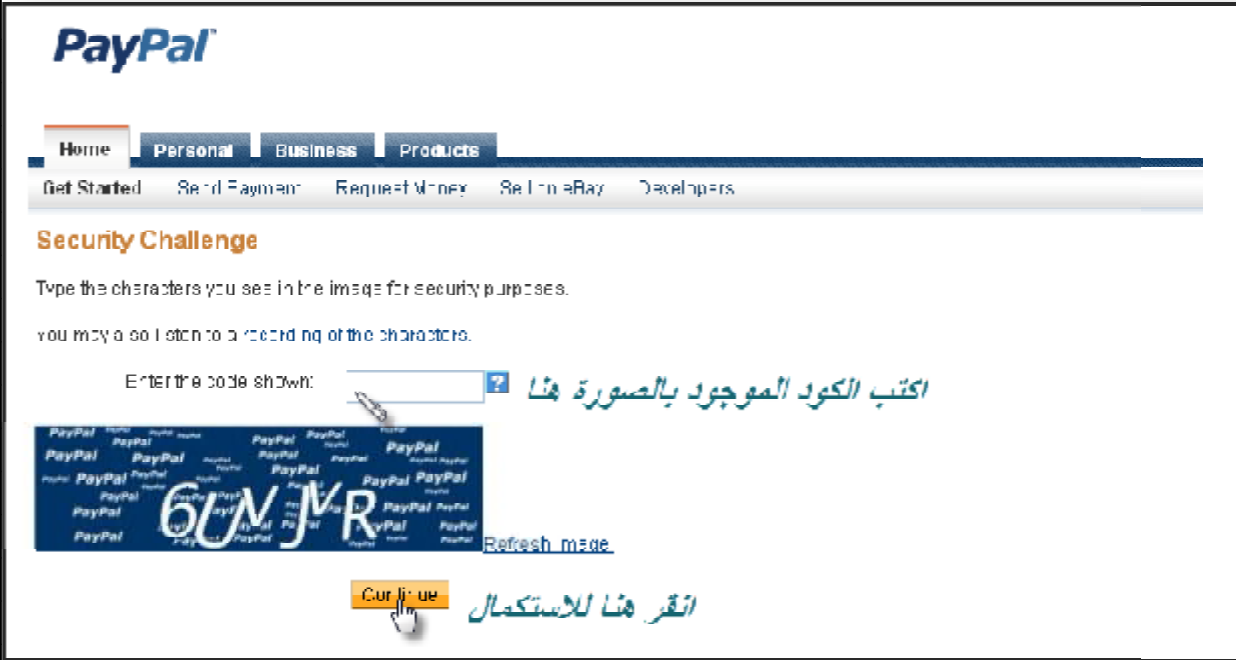 PayPal
Home Personal Business Products
Get Started Send Payment Request Money Sell on eBay Developers
Security Challenge
Type the characters you see in the image for security purposes.
You may also listen to a recording of the characters.
Enter the code shown: ? اكتب الكود الموجود بالصورة هنا
Refresh Image
Continue انقر هنا للاستكمال